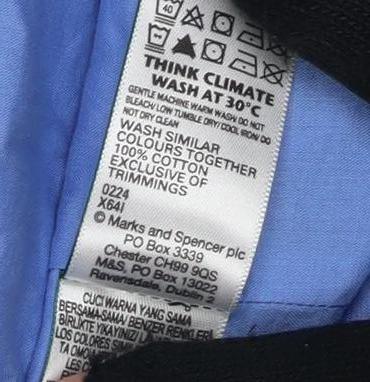 40
THINK CLIMATE
WASH AT 30°C
GENTLE MACHINE WARM WASH/ DO NOT
BLEACH/ LOW TUMBLE DRY/ COOL IRON/ DO
NOT DRY CLEAN
WASH SIMILAR
COLOURS TOGETHER
100% COTTON
EXCLUSIVE OF
TRIMMINGS
0224
X64I
© Marks and Spencer plc
PO Box 3339
Chester CH99 9QS
M&S, PO Box 13022
Ravensdale, Dublin 2
CUCI WARNA YANG SAMA
BERSAMA-SAMA/ BENZER RENKLERI
BIRLIKTE YIKAYINIZ/
LOS COLORES